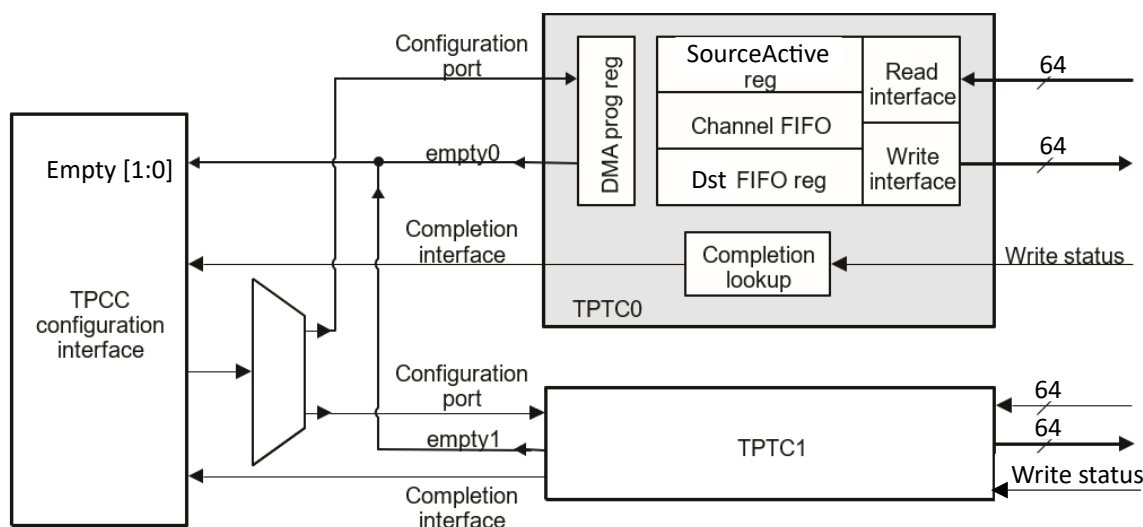 Configuration
port
DMA prog reg
SourceActive
reg
Read
interface
64
Channel FIFO
Empty [1:0]
empty0
Dst FIFO reg
Write
interface
64
Completion
interface
Completion
lookup
Write status
TPTC0
TPCC
configuration
interface
Configuration
port
64
64
empty1
TPTC1
Write status
Completion
interface